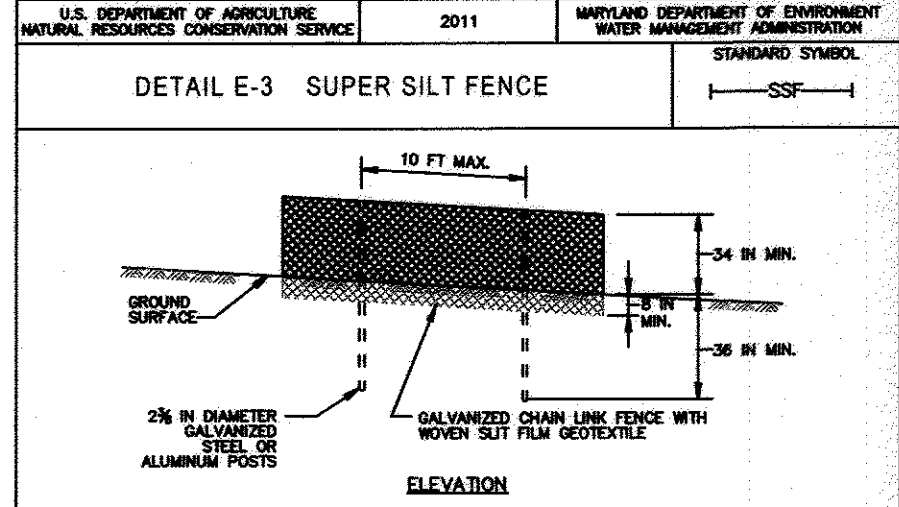 U.S. DEPARTMENT OF AGRICULTURE
NATURAL RESOURCES CONSERVATION SERVICE
2011
MARYLAND DEPARTMENT OF ENVIRONMENT
WATER MANAGEMENT ADMINISTRATION
DETAIL E-3 SUPER SILT FENCE
STANDARD SYMBOL
SSF
10 FT MAX.
34 IN MIN.
GROUND
SURFACE
8 IN
MIN.
36 IN MIN.
2⅜ IN DIAMETER
GALVANIZED
STEEL OR
ALUMINUM POSTS
GALVANIZED CHAIN LINK FENCE WITH
WOVEN SLIT FILM GEOTEXTILE
ELEVATION